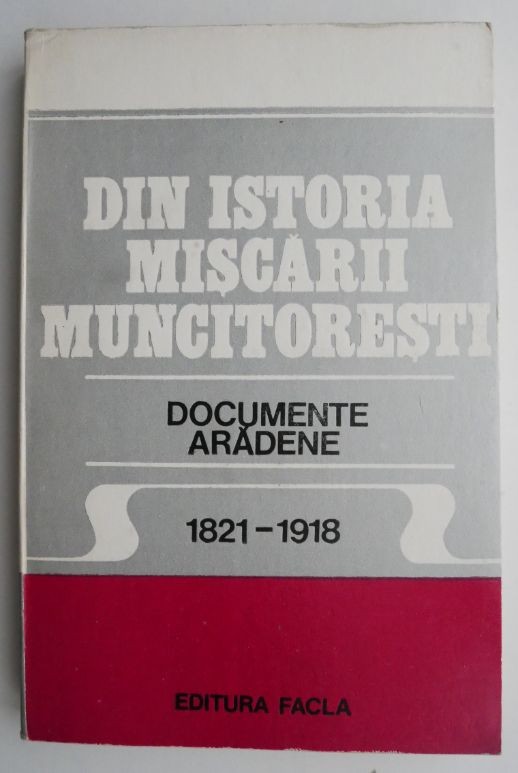 DIN ISTORIA
MIȘCĂRII
MUNCITOREȘTI
DOCUMENTE
ARĂDENE
1821-1918
EDITURA FACLA